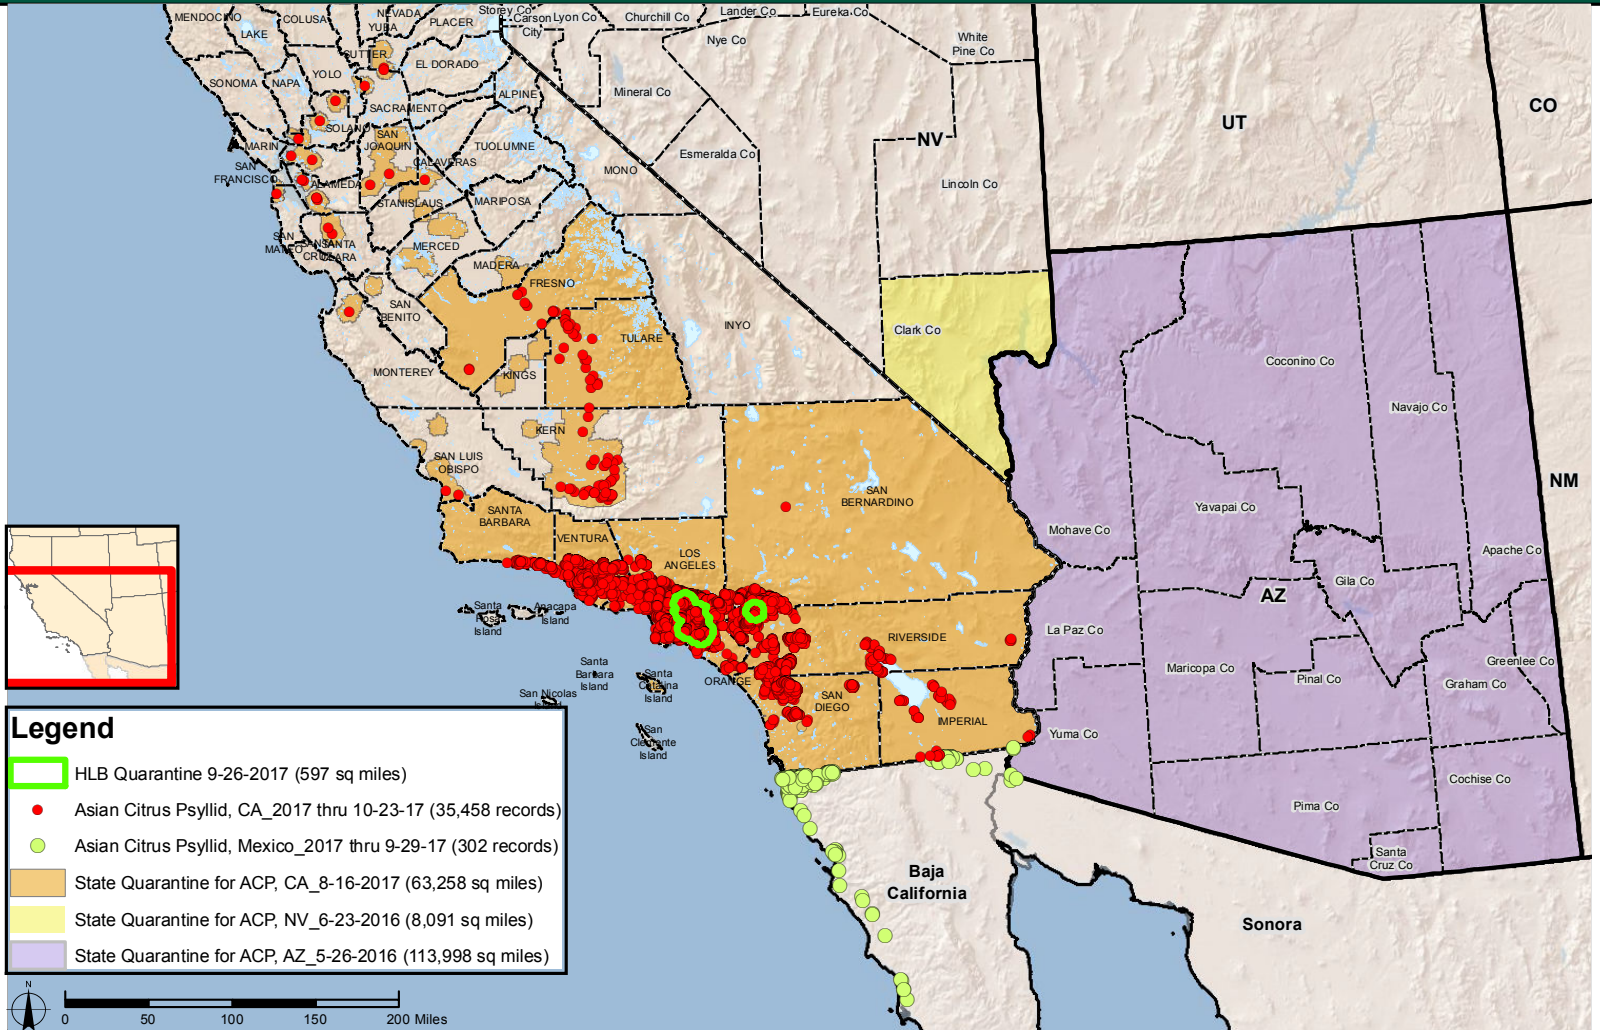 MENDOCINO
COLUSA
NEVADA
YUBA
PLACER
Storey Co
Carson
City
Lyon Co
Churchill Co
Lander Co
Eureka Co
LAKE
Nye Co
White
Pine Co
SUTTER
EL DORADO
SONOMA
NAPA
YOLO
ALPINE
Mineral Co
SACRAMENTO
CO
UT
SOLANO
SAN
JOAQUIN
NV
MARIN
TUOLUMNE
Esmeralda Co
CALAVERAS
SAN
FRANCISCO
MONO
ALAMEDA
Lincoln Co
STANISLAUS
MARIPOSA
SAN
MATEO
SANTA
CRUZ
SANTA
CLARA
MERCED
MADERA
FRESNO
SAN
BENITO
INYO
Clark Co
TULARE
Coconino Co
MONTEREY
KINGS
Navajo Co
KERN
SAN LUIS
OBISPO
NM
SAN
BERNARDINO
Yavapai Co
SANTA
BARBARA
Mohave Co
VENTURA
LOS
ANGELES
Apache Co
Gila Co
AZ
Santa
Rosa
Island
Anacapa
Island
La Paz Co
RIVERSIDE
Santa
Barbara
Island
Santa
Catalina
Island
ORANGE
Maricopa Co
Pinal Co
Greenlee Co
Graham Co
San Nicolas
Island
SAN
DIEGO
IMPERIAL
San
Clemente
Island
Yuma Co
Cochise Co
Pima Co
Santa
Cruz Co
Baja
California
Sonora
Legend
HLB Quarantine 9-26-2017 (597 sq miles)
Asian Citrus Psyllid, CA_2017 thru 10-23-17 (35,458 records)
Asian Citrus Psyllid, Mexico_2017 thru 9-29-17 (302 records)
State Quarantine for ACP, CA_8-16-2017 (63,258 sq miles)
State Quarantine for ACP, NV_6-23-2016 (8,091 sq miles)
State Quarantine for ACP, AZ_5-26-2016 (113,998 sq miles)
N
0 50 100 150 200 Miles